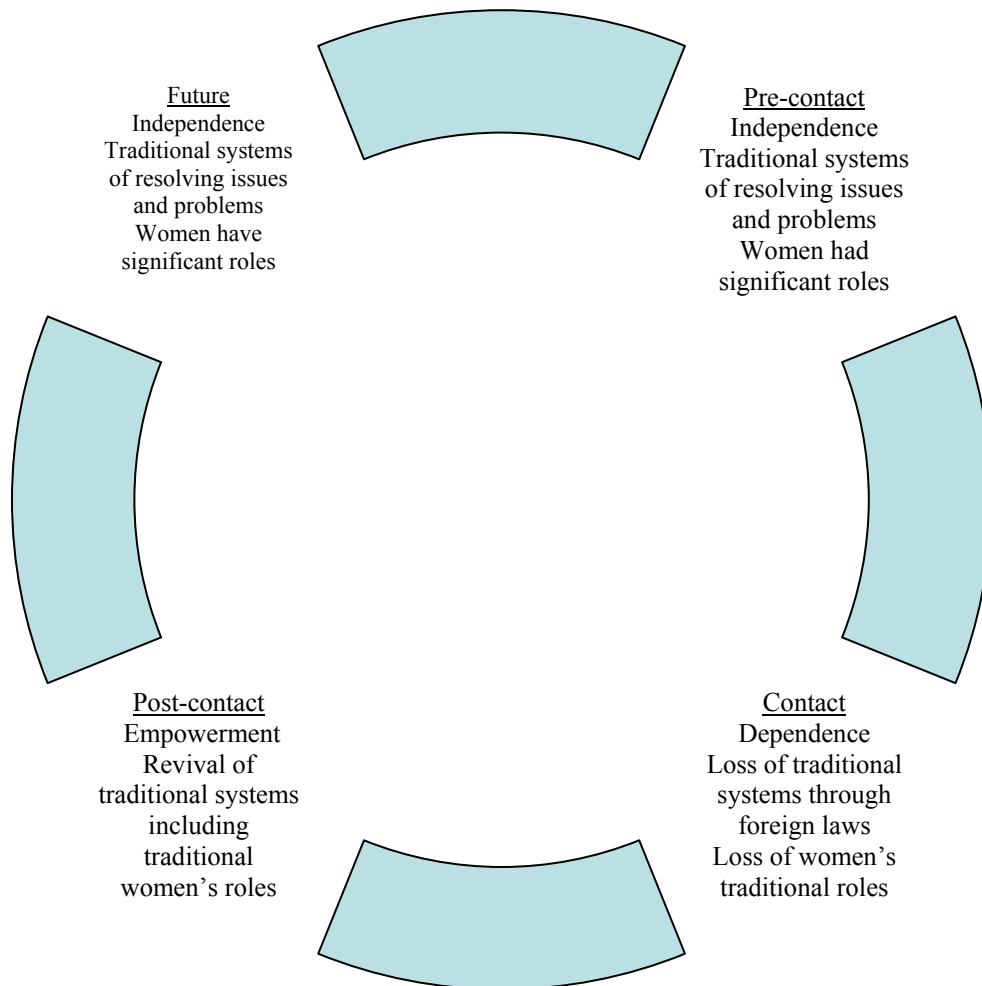 Future
Independence
Traditional systems
of resolving issues
and problems
Women have
significant roles
Pre-contact
Independence
Traditional systems
of resolving issues
and problems
Women had
significant roles
Post-contact
Empowerment
Revival of
traditional systems
including
traditional
women’s roles
Contact
Dependence
Loss of traditional
systems through
foreign laws
Loss of women’s
traditional roles